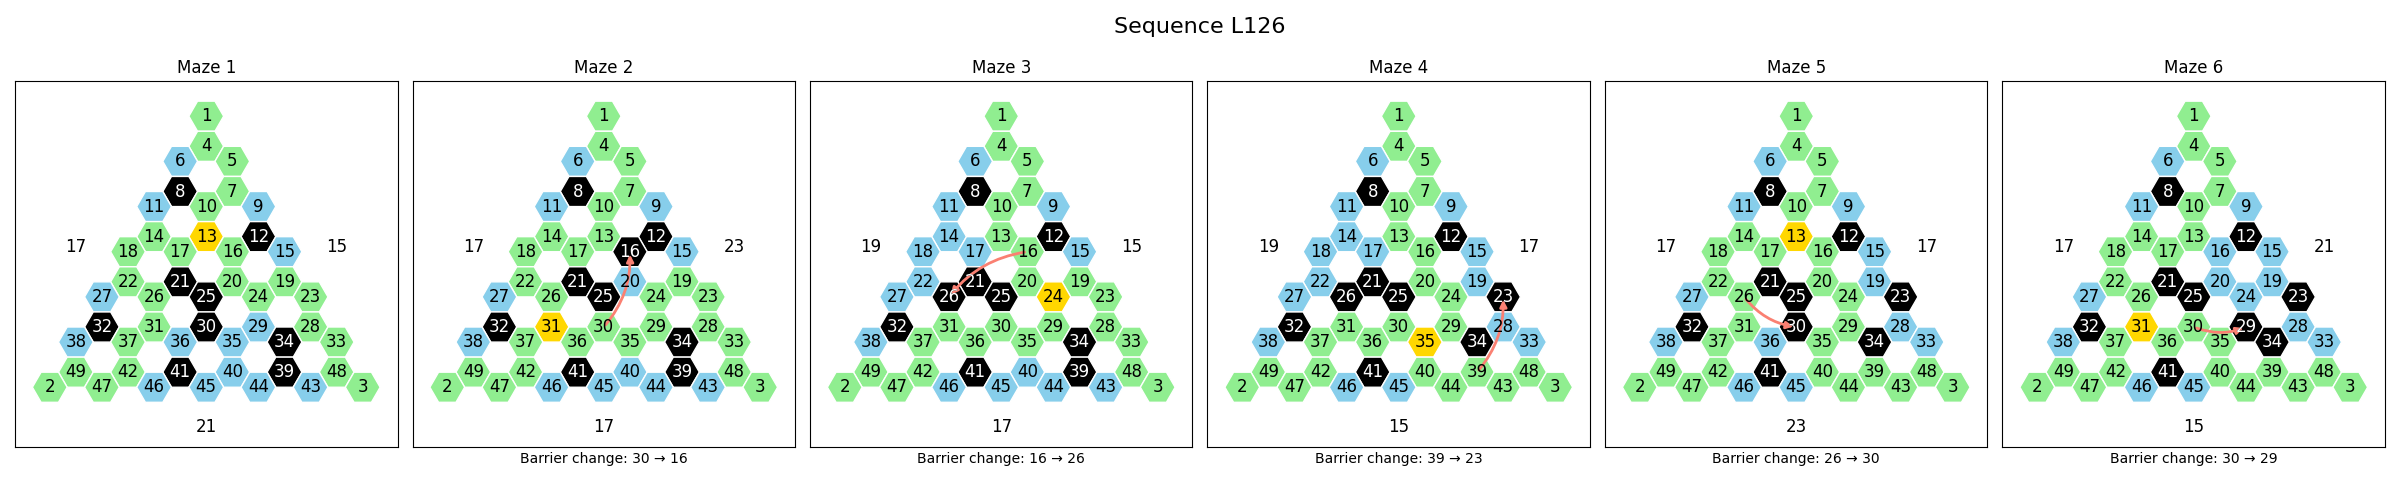 Sequence L126
Maze 1
1
4
6 5
8 7
11 10 9
14 13 12
17 18 17 16 15 15
22 21 20 19
27 26 25 24 23
32 31 30 29 28
38 37 36 35 34 33
49 42 41 40 39 48
2 47 46 45 44 43 3
21
Maze 2
1
4
6 5
8 7
11 10 9
14 13 12
17 18 17 16 15 23
22 21 20 19
27 26 25 24 23
32 31 30 29 28
38 37 36 35 34 33
49 42 41 40 39 48
2 47 46 45 44 43 3
17
Barrier change: 30 → 16
Maze 3
1
4
6 5
8 7
11 10 9
14 13 12
19 18 17 16 15 15
22 21 20 19
27 26 25 24 23
32 31 30 29 28
38 37 36 35 34 33
49 42 41 40 39 48
2 47 46 45 44 43 3
17
Barrier change: 16 → 26
Maze 4
1
4
6 5
8 7
11 10 9
14 13 12
19 18 17 16 15 17
22 21 20 19
27 26 25 24 23
32 31 30 29 28
38 37 36 35 34 33
49 42 41 40 39 48
2 47 46 45 44 43 3
15
Barrier change: 39 → 23
Maze 5
1
4
6 5
8 7
11 10 9
14 13 12
17 18 17 16 15 17
22 21 20 19
27 26 25 24 23
32 31 30 29 28
38 37 36 35 34 33
49 42 41 40 39 48
2 47 46 45 44 43 3
23
Barrier change: 26 → 30
Maze 6
1
4
6 5
8 7
11 10 9
14 13 12
17 18 17 16 15 21
22 21 20 19
27 26 25 24 23
32 31 30 29 28
38 37 36 35 34 33
49 42 41 40 39 48
2 47 46 45 44 43 3
15
Barrier change: 30 → 29